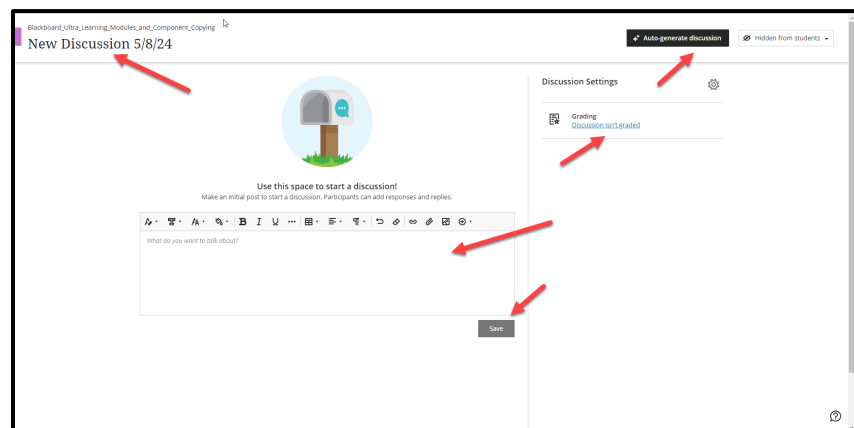 Blackboard_Ultra_Learning_Modules_and_Component_Copying
New Discussion 5/8/24
Auto-generate discussion
Hidden from students
Discussion Settings
Grading
Discussion isn't graded
Use this space to start a discussion!
Make an initial post to start a discussion. Participants can add responses and replies.
What do you want to talk about?
Save